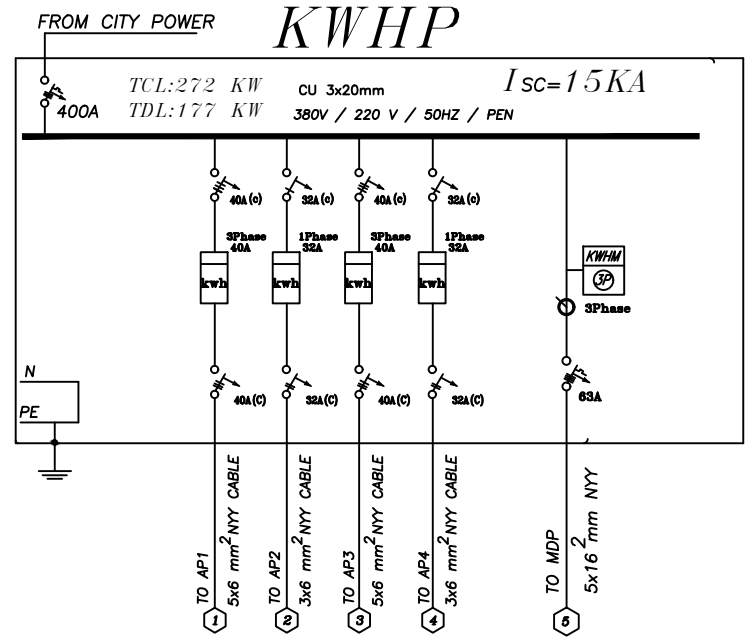 FROM CITY POWER
KWHP
400A
TCL:272 KW
TDL:177 KW
CU 3x20mm
380V / 220 V / 50HZ / PEN
Isc=15KA
40A(c)
32A(c)
40A(c)
32A(c)
3Phase
40A
1Phase
32A
3Phase
40A
1Phase
32A
kwh
kwh
kwh
kwh
KWHM
3P
3Phase
40A(C)
32A(C)
40A(C)
32A(C)
63A
N
PE
TO AP1
5x6 mm² NYY CABLE
TO AP2
3x6 mm² NYY CABLE
TO AP3
5x6 mm² NYY CABLE
TO AP4
3x6 mm² NYY CABLE
TO MDP
5x16 ²mm NYY
1
2
3
4
5